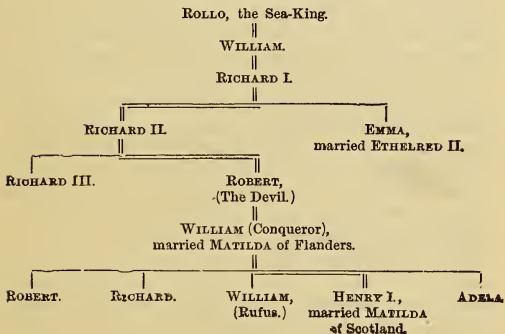 ROLLO, the Sea-King.
WILLIAM.
RICHARD I.
RICHARD II.
EMMA,
married ETHELRED II.
RICHARD III.
ROBERT,
(The Devil.)
WILLIAM (Conqueror),
married MATILDA of Flanders.
ROBERT. RICHARD. WILLIAM, HENRY I., ADELA.
(Rufus.) married MATILDA
of Scotland.